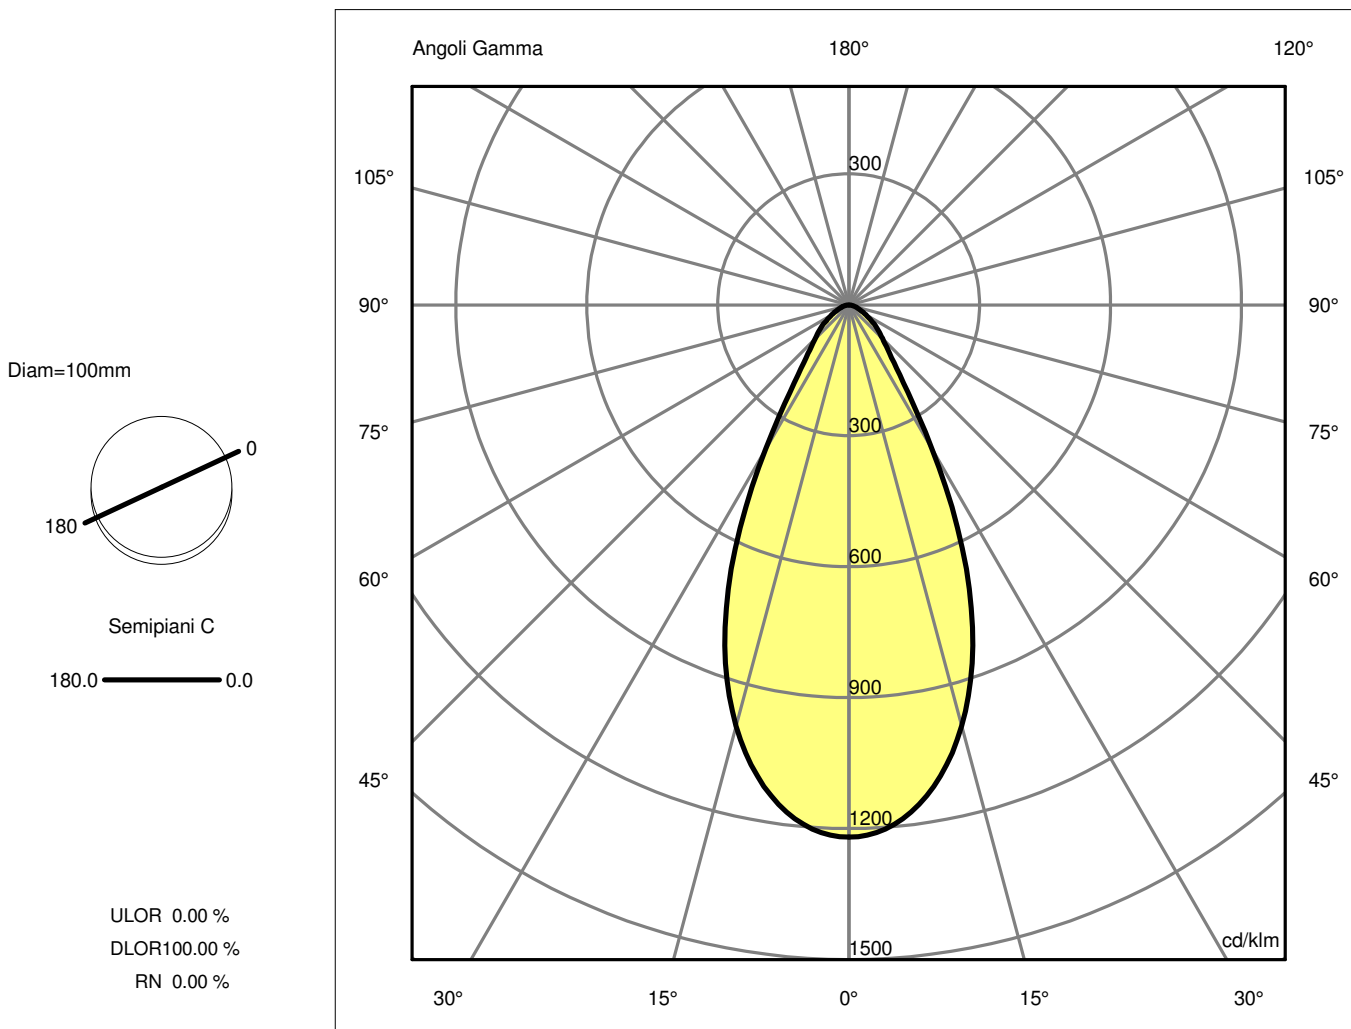 Angoli Gamma 180° 120°
300
105° 105°
90° 90°
Diam=100mm
300
75° 75°
0
180
600
60° 60°
Semipiani C
180.0 0.0
900
45° 45°
1200
ULOR 0.00 %
cd/klm
DLOR100.00 %
1500
RN 0.00 %
30° 15° 0° 15° 30°